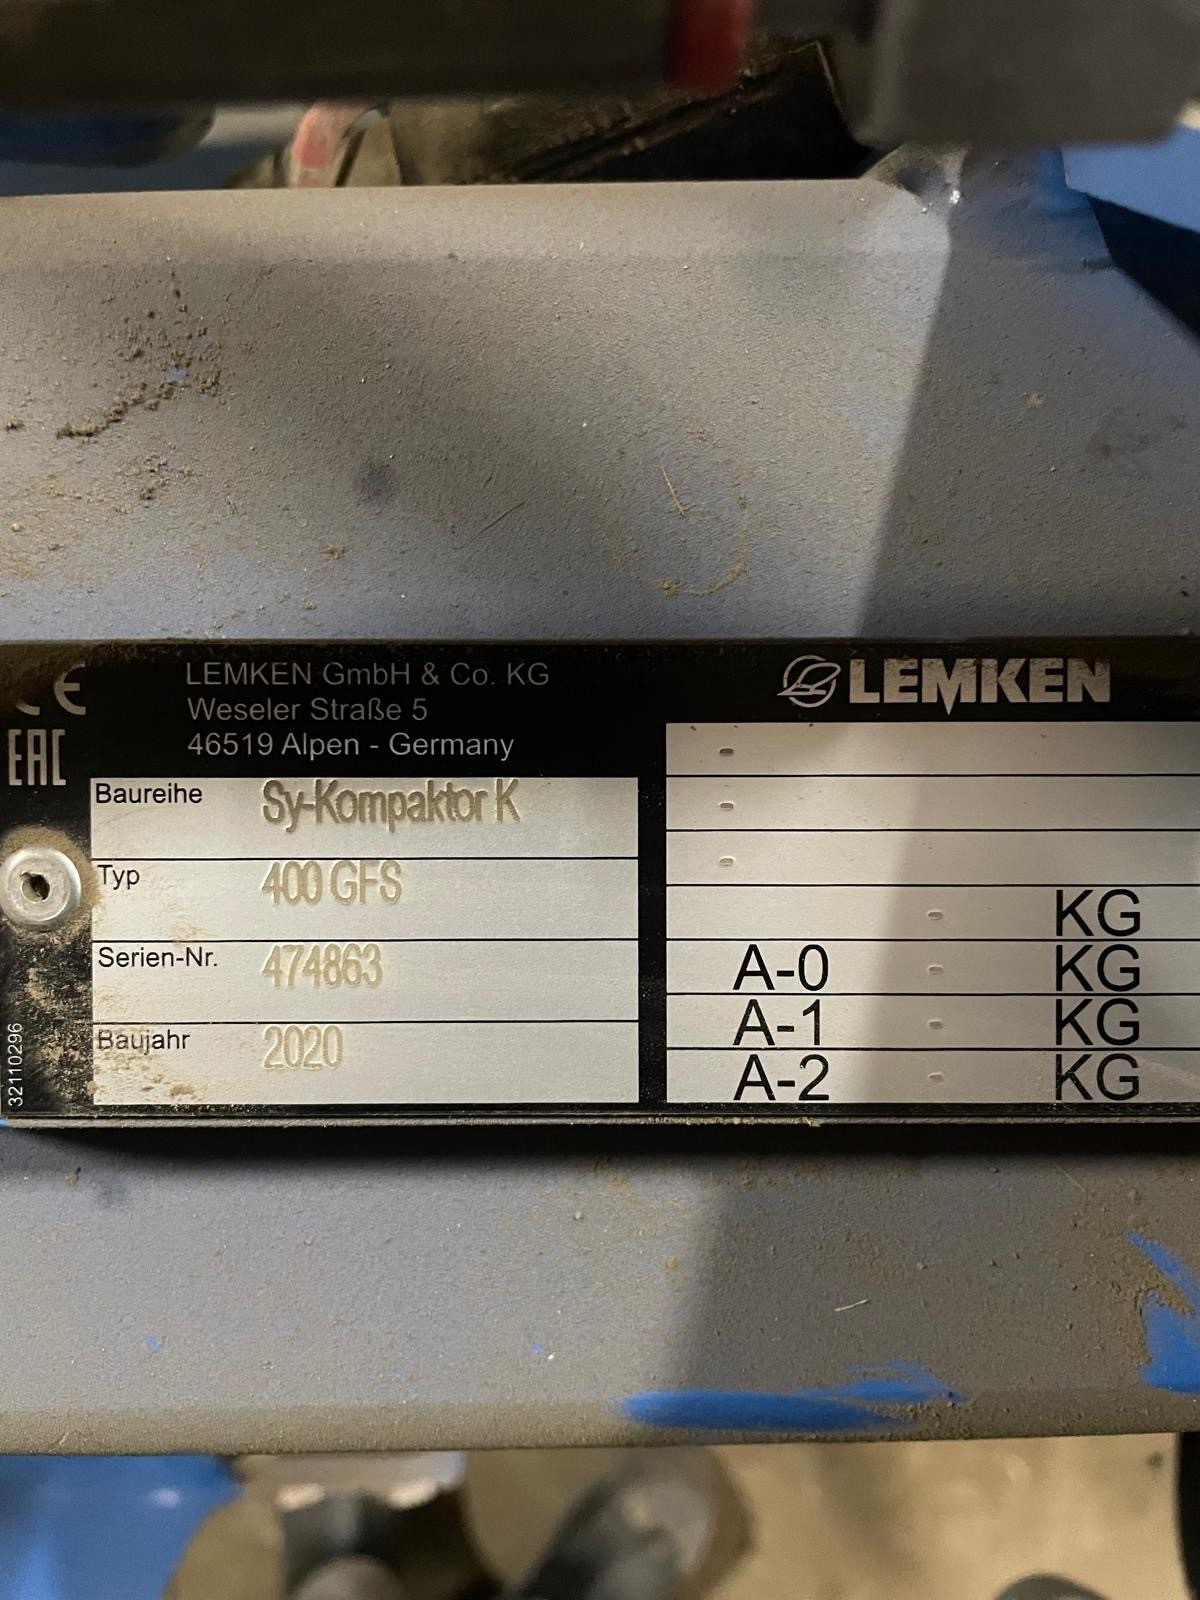 CE
EAC
LEMKEN GmbH & Co. KG
Weseler Straße 5
46519 Alpen - Germany
LEMKEN
Baureihe Sy-Kompaktor K
Typ 400 GFS
Serien-Nr. 474863
Baujahr 2020
32110296
-
-
-
- KG
A-0 - KG
A-1 - KG
A-2 - KG